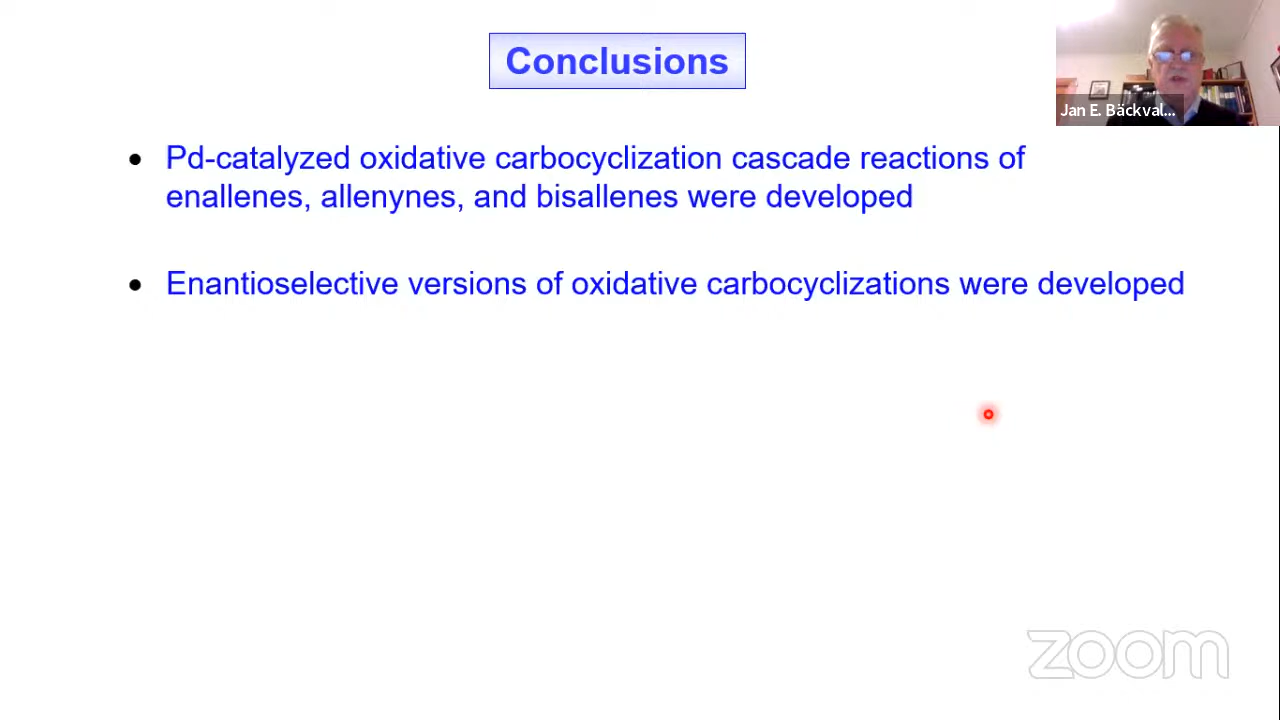 Conclusions
Jan E. Bäckval...
• Pd-catalyzed oxidative carbocyclization cascade reactions of
enallenes, allenynes, and bisallenes were developed
• Enantioselective versions of oxidative carbocyclizations were developed
zoom